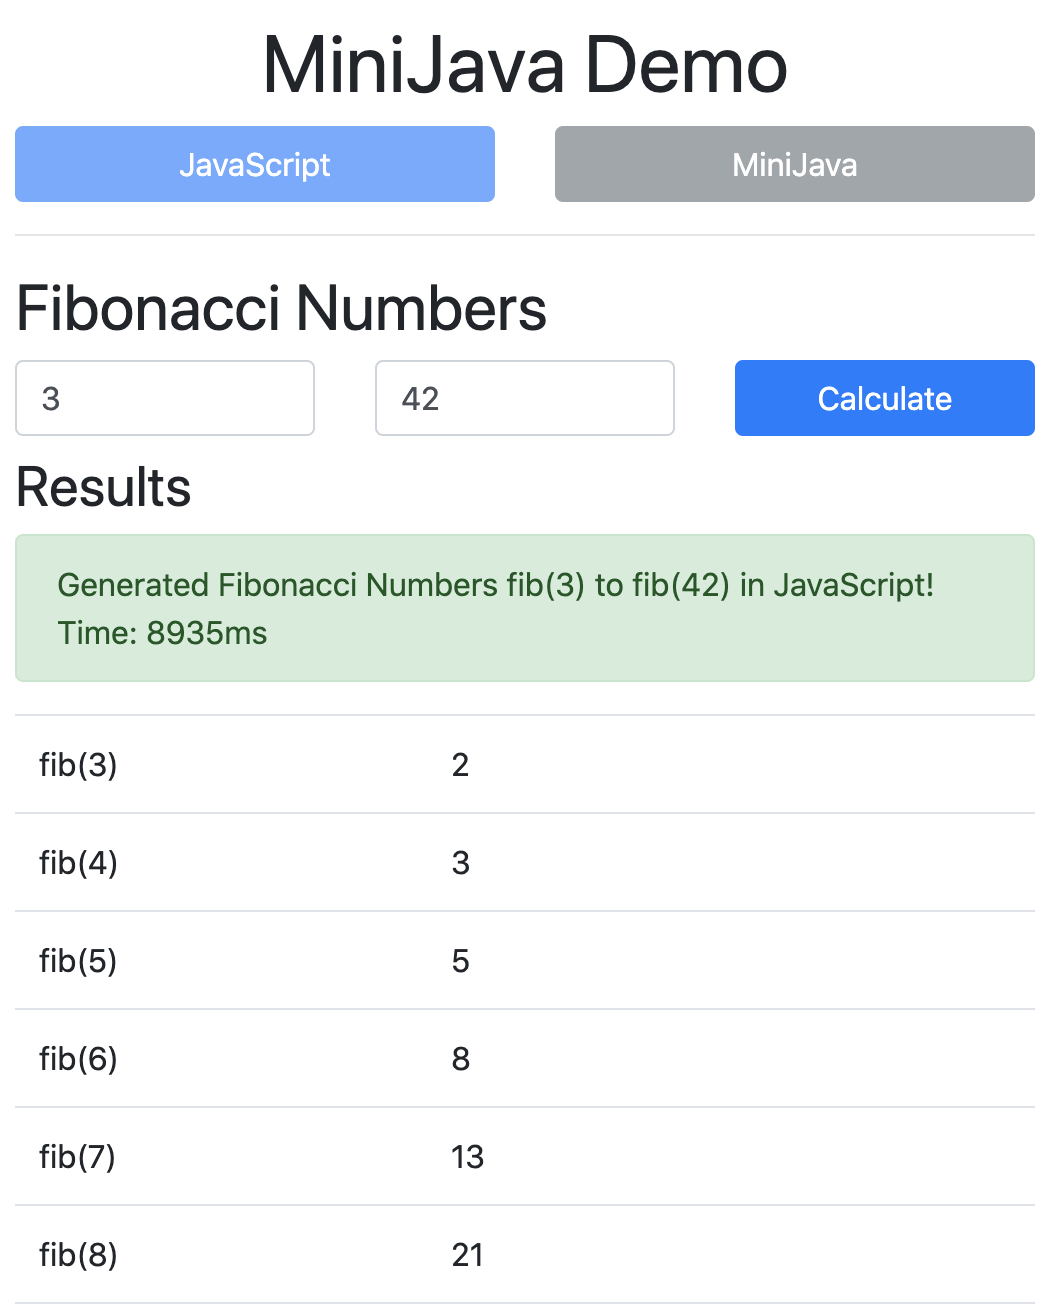 MiniJava Demo
JavaScript MiniJava
Fibonacci Numbers
3 42 Calculate
Results
Generated Fibonacci Numbers fib(3) to fib(42) in JavaScript!
Time: 8935ms
fib(3) 2
fib(4) 3
fib(5) 5
fib(6) 8
fib(7) 13
fib(8) 21